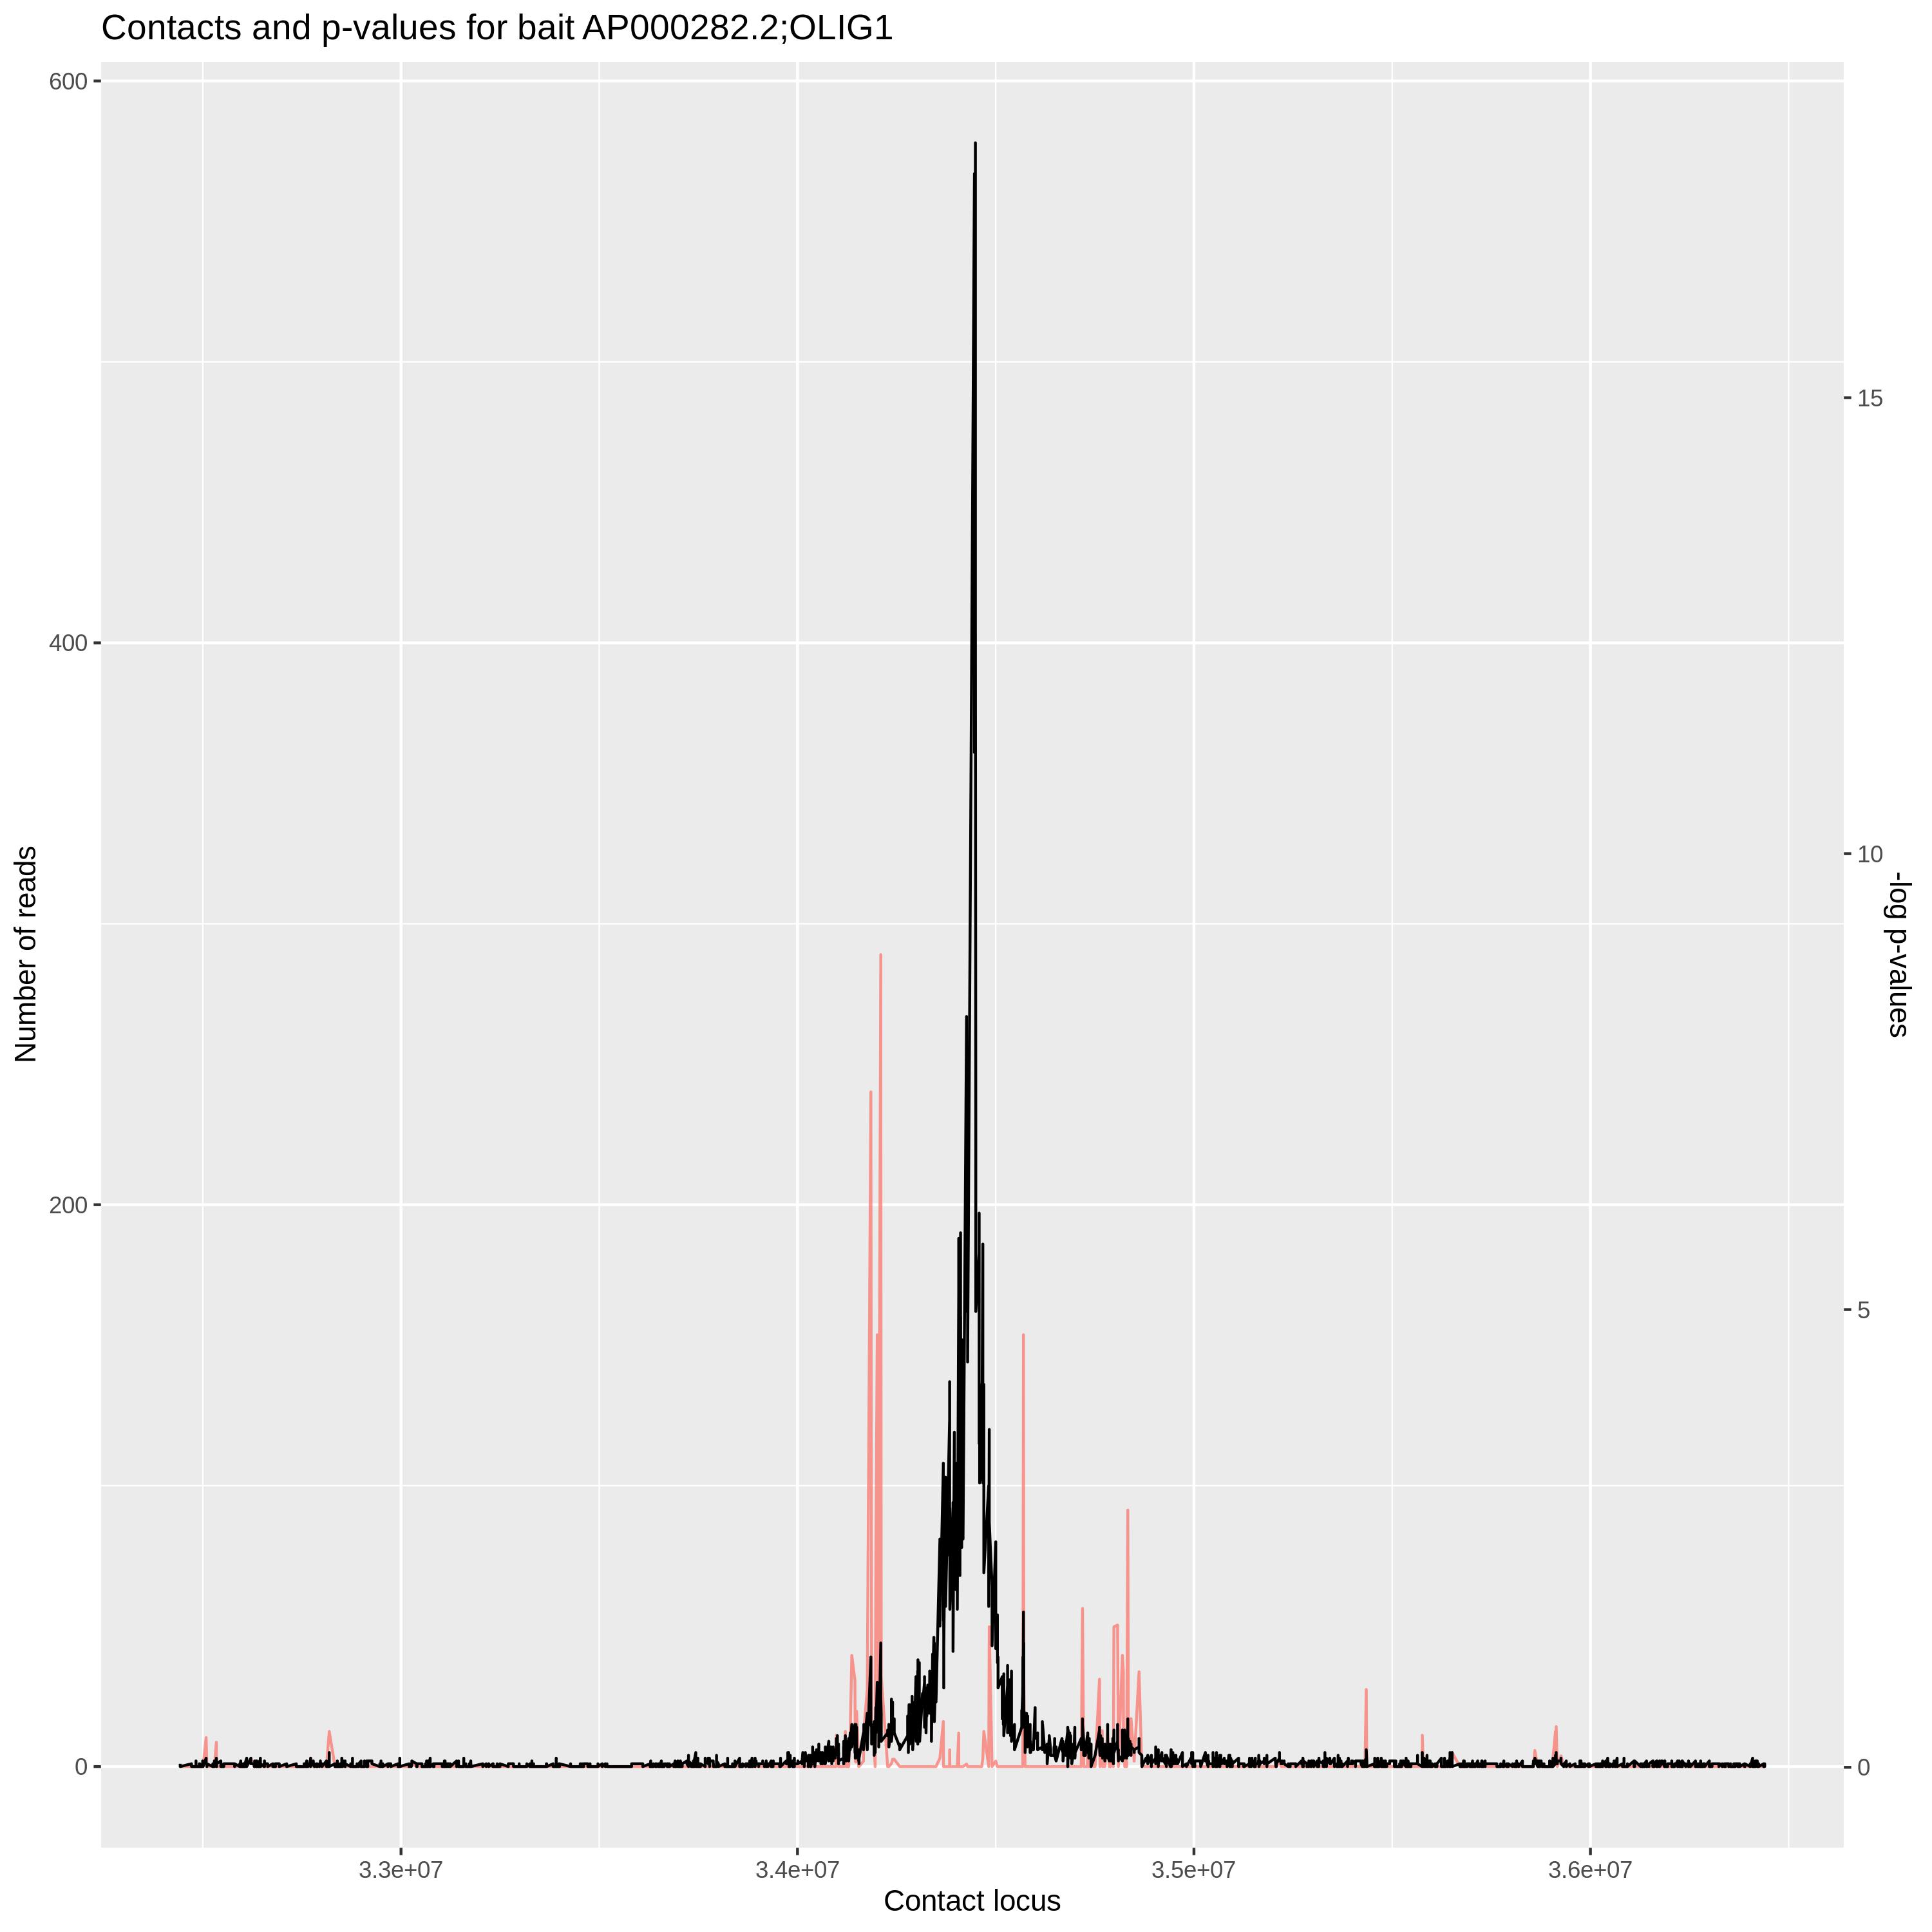 Contacts and p-values for bait AP000282.2;OLIG1
600
400
200
0
Number of reads
15
10
5
0
-log p-values
3.3e+07
3.4e+07
3.5e+07
3.6e+07
Contact locus